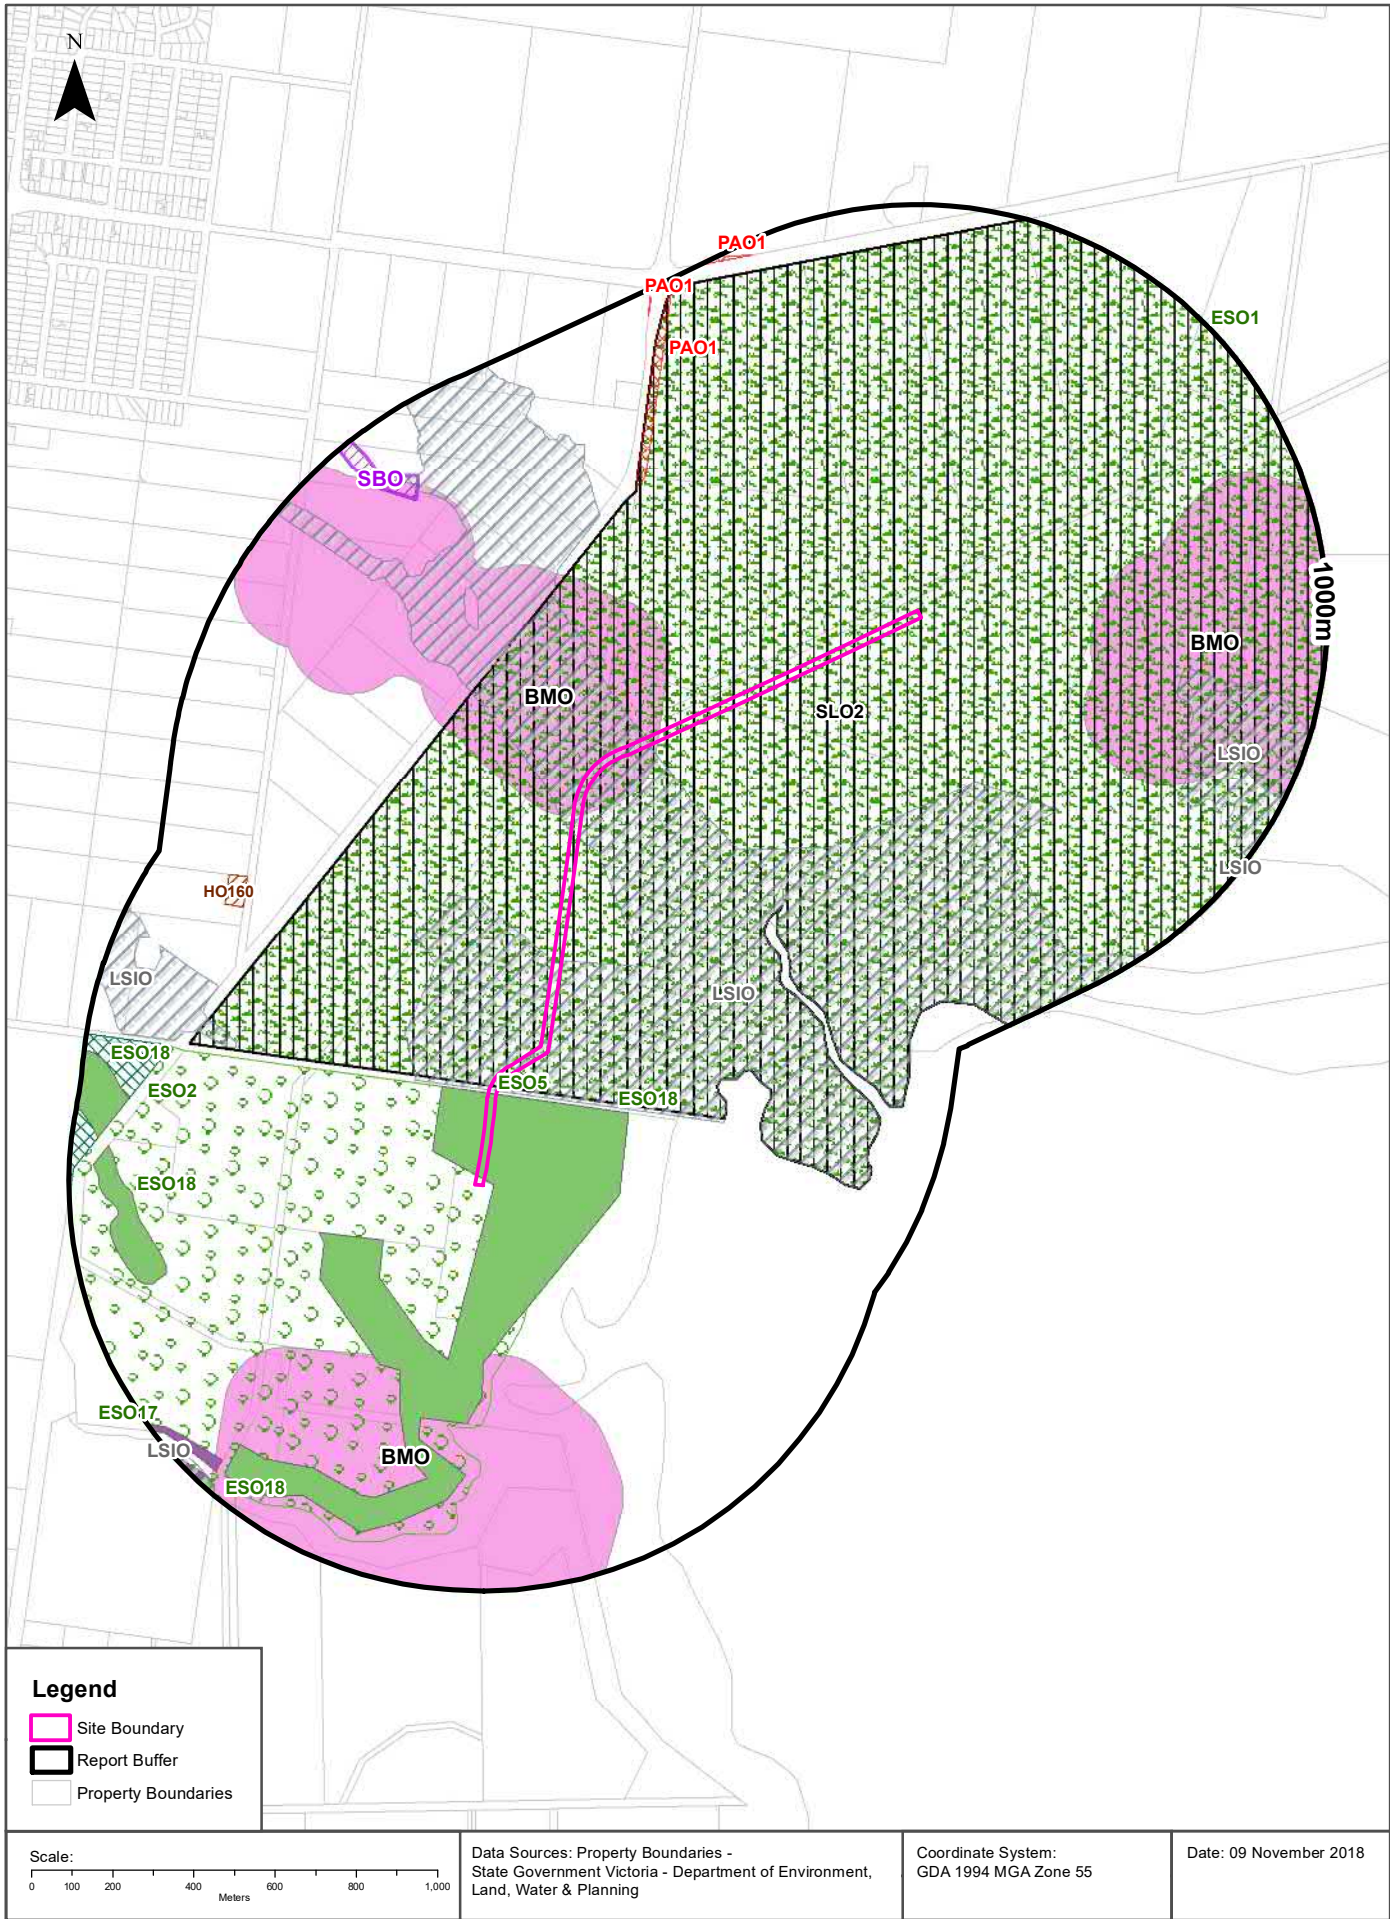 N
PAO1
PAO1
ESO1
PAO1
SBO
1000m
BMO
BMO
SLO2
LSIO
LSIO
HO160
LSIO
LSIO
ESO18
ESO5
ESO2
ESO18
ESO18
ESO17
LSIO
BMO
ESO18
Legend
Site Boundary
Report Buffer
Property Boundaries
Scale:
0 100 200 400 600 800 1,000
Meters
Data Sources: Property Boundaries -
State Government Victoria - Department of Environment,
Land, Water & Planning
Coordinate System:
GDA 1994 MGA Zone 55
Date: 09 November 2018